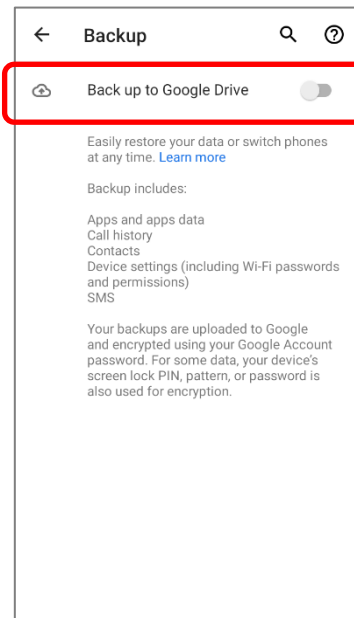 Backup
Back up to Google Drive
Easily restore your data or switch phones
at any time. Learn more
Backup includes:
Apps and apps data
Call history
Contacts
Device settings (including Wi-Fi passwords
and permissions)
SMS
Your backups are uploaded to Google
and encrypted using your Google Account
password. For some data, your device's
screen lock PIN, pattern, or password is
also used for encryption.